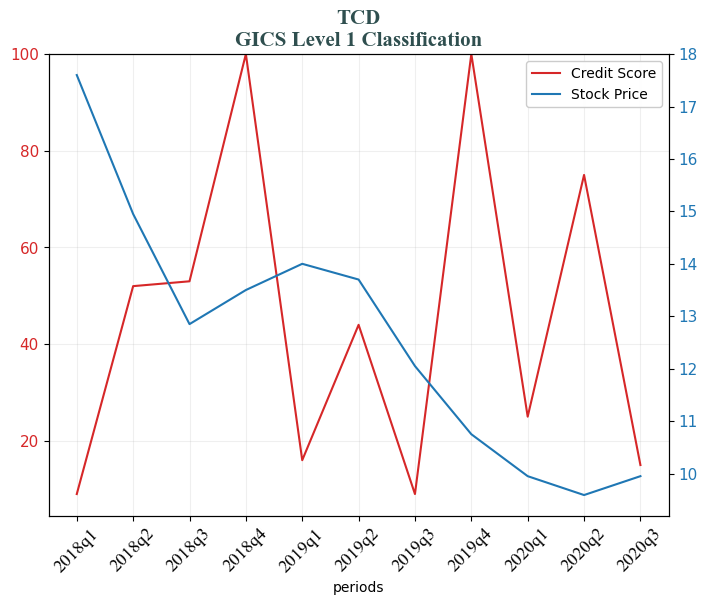 TCD
GICS Level 1 Classification
Credit Score
Stock Price
100
80
60
40
20
18
17
16
15
14
13
12
11
10
2018q1
2018q2
2018q3
2018q4
2019q1
2019q2
2019q3
2019q4
2020q1
2020q2
2020q3
periods